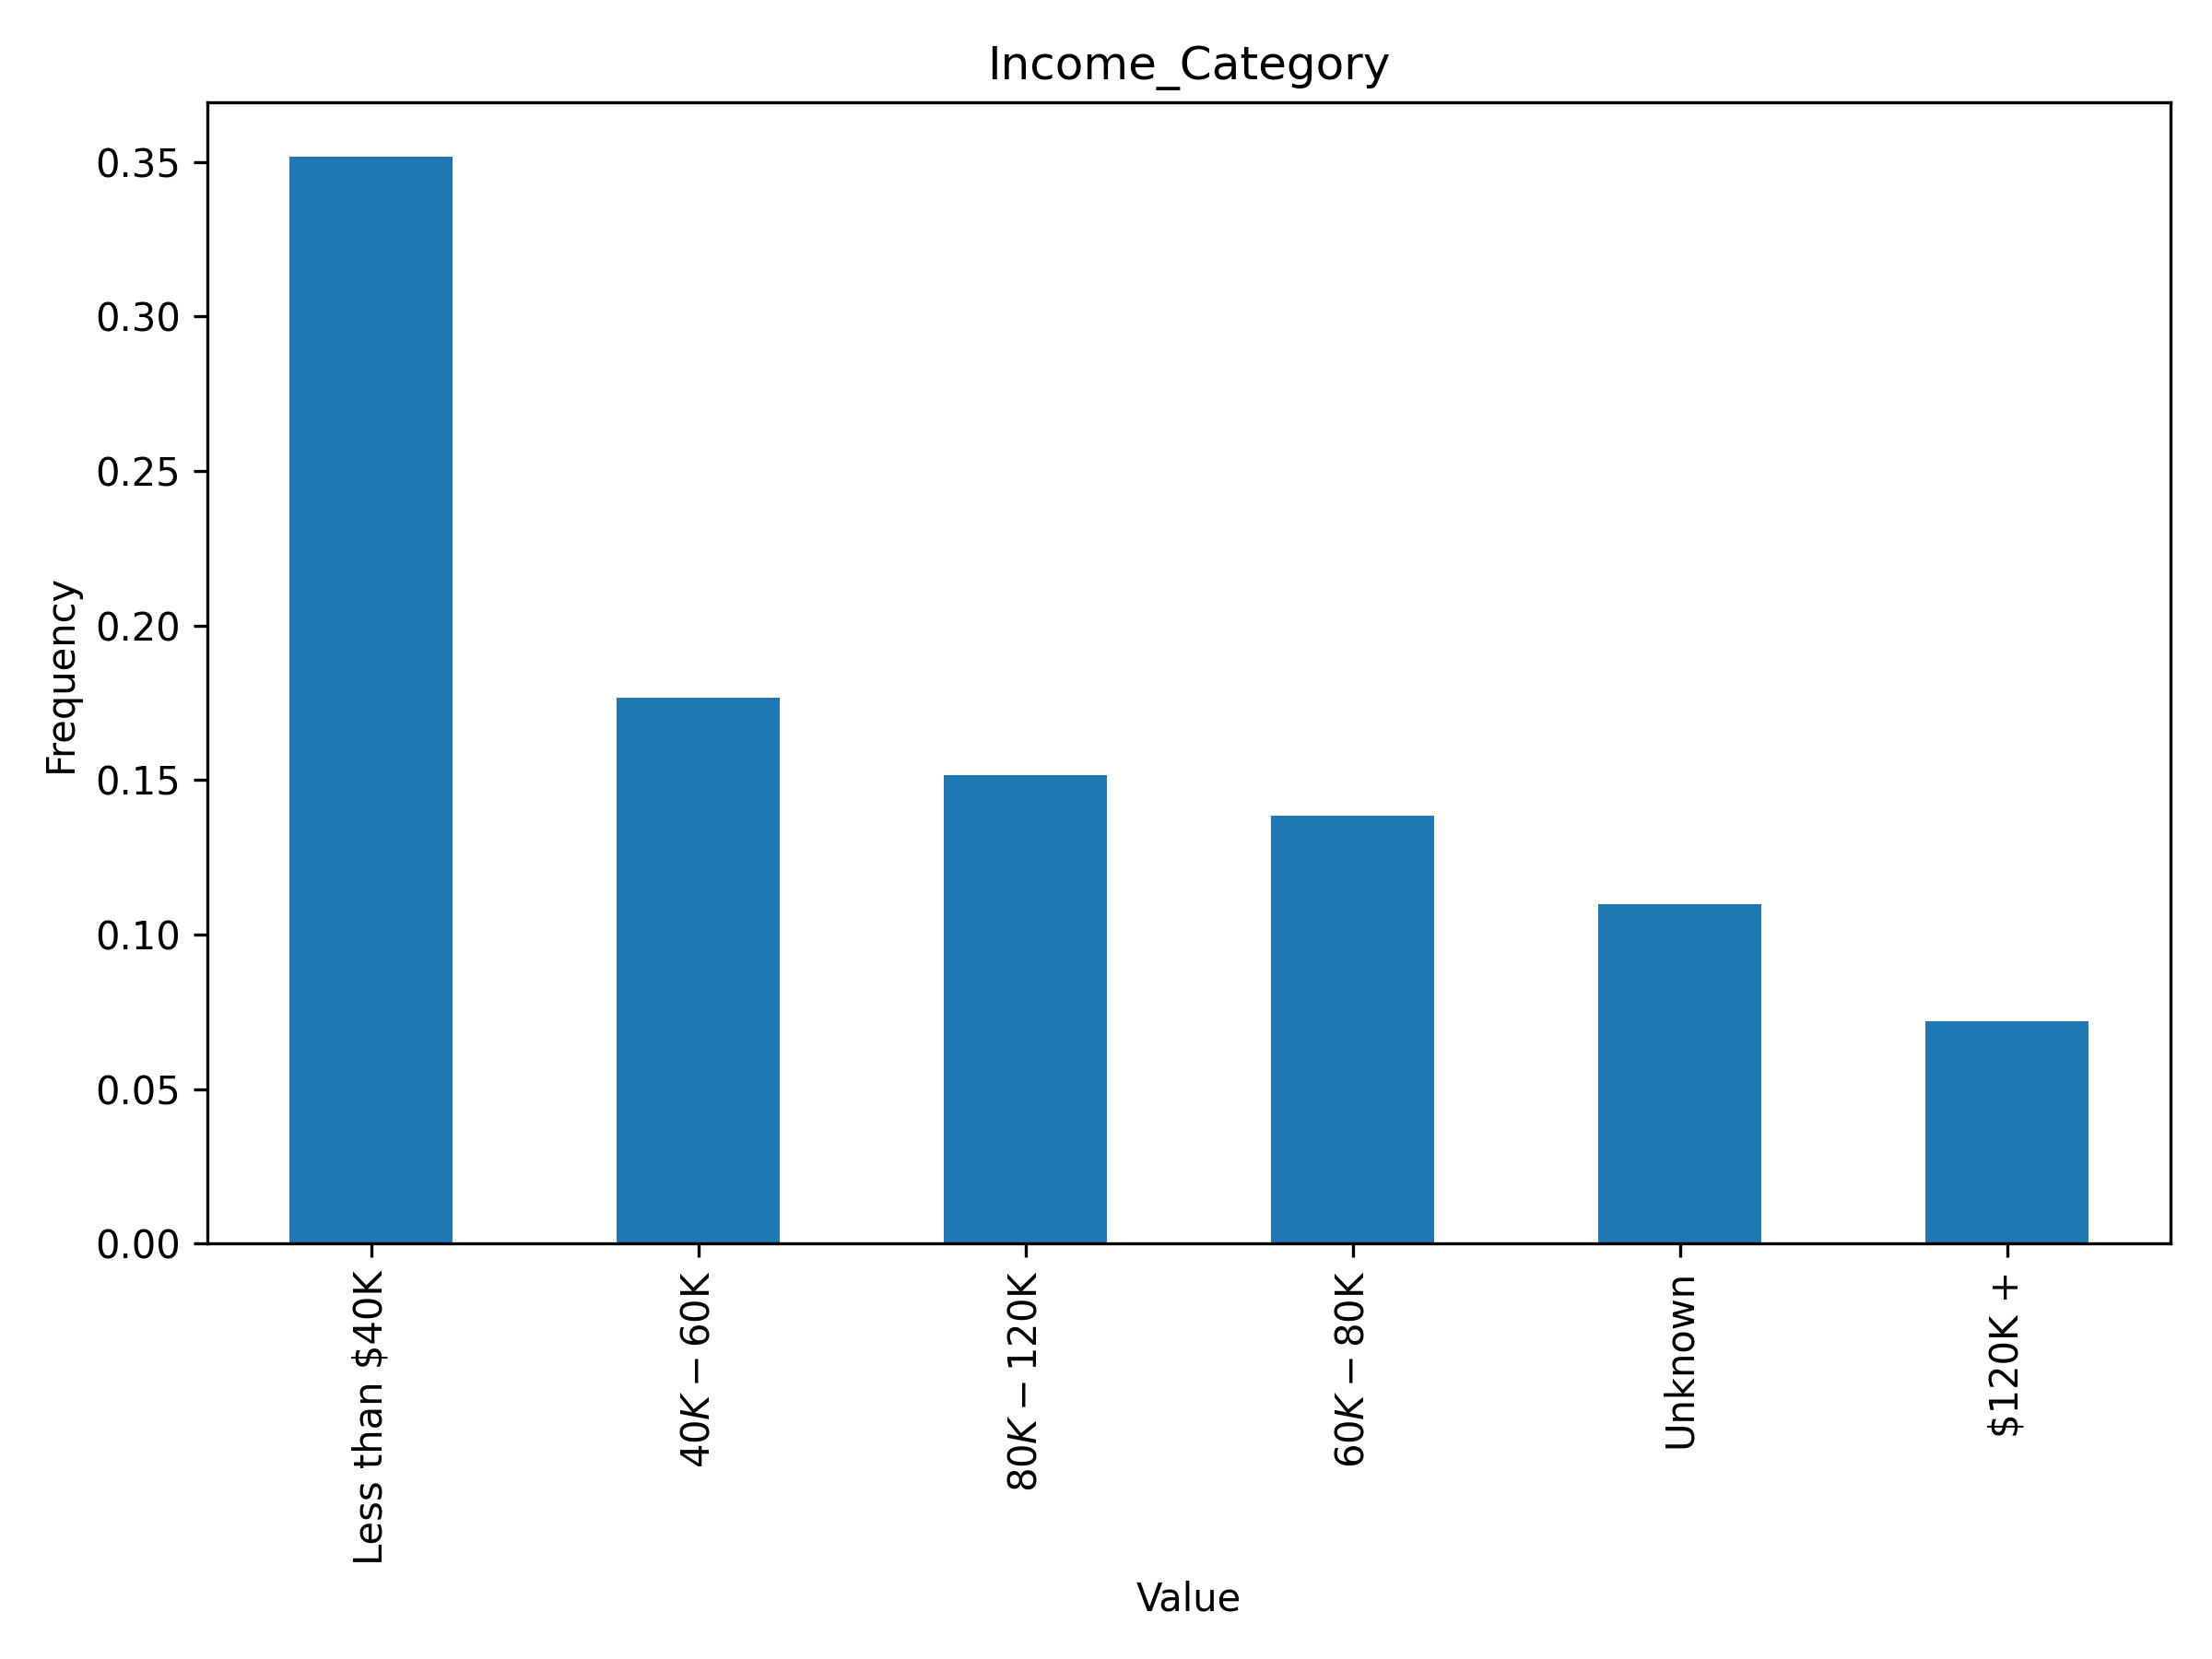 Income_Category
Frequency
0.35
0.30
0.25
0.20
0.15
0.10
0.05
0.00
Less than $40K
40K − 60K
80K − 120K
60K − 80K
Unknown
$120K +
Value